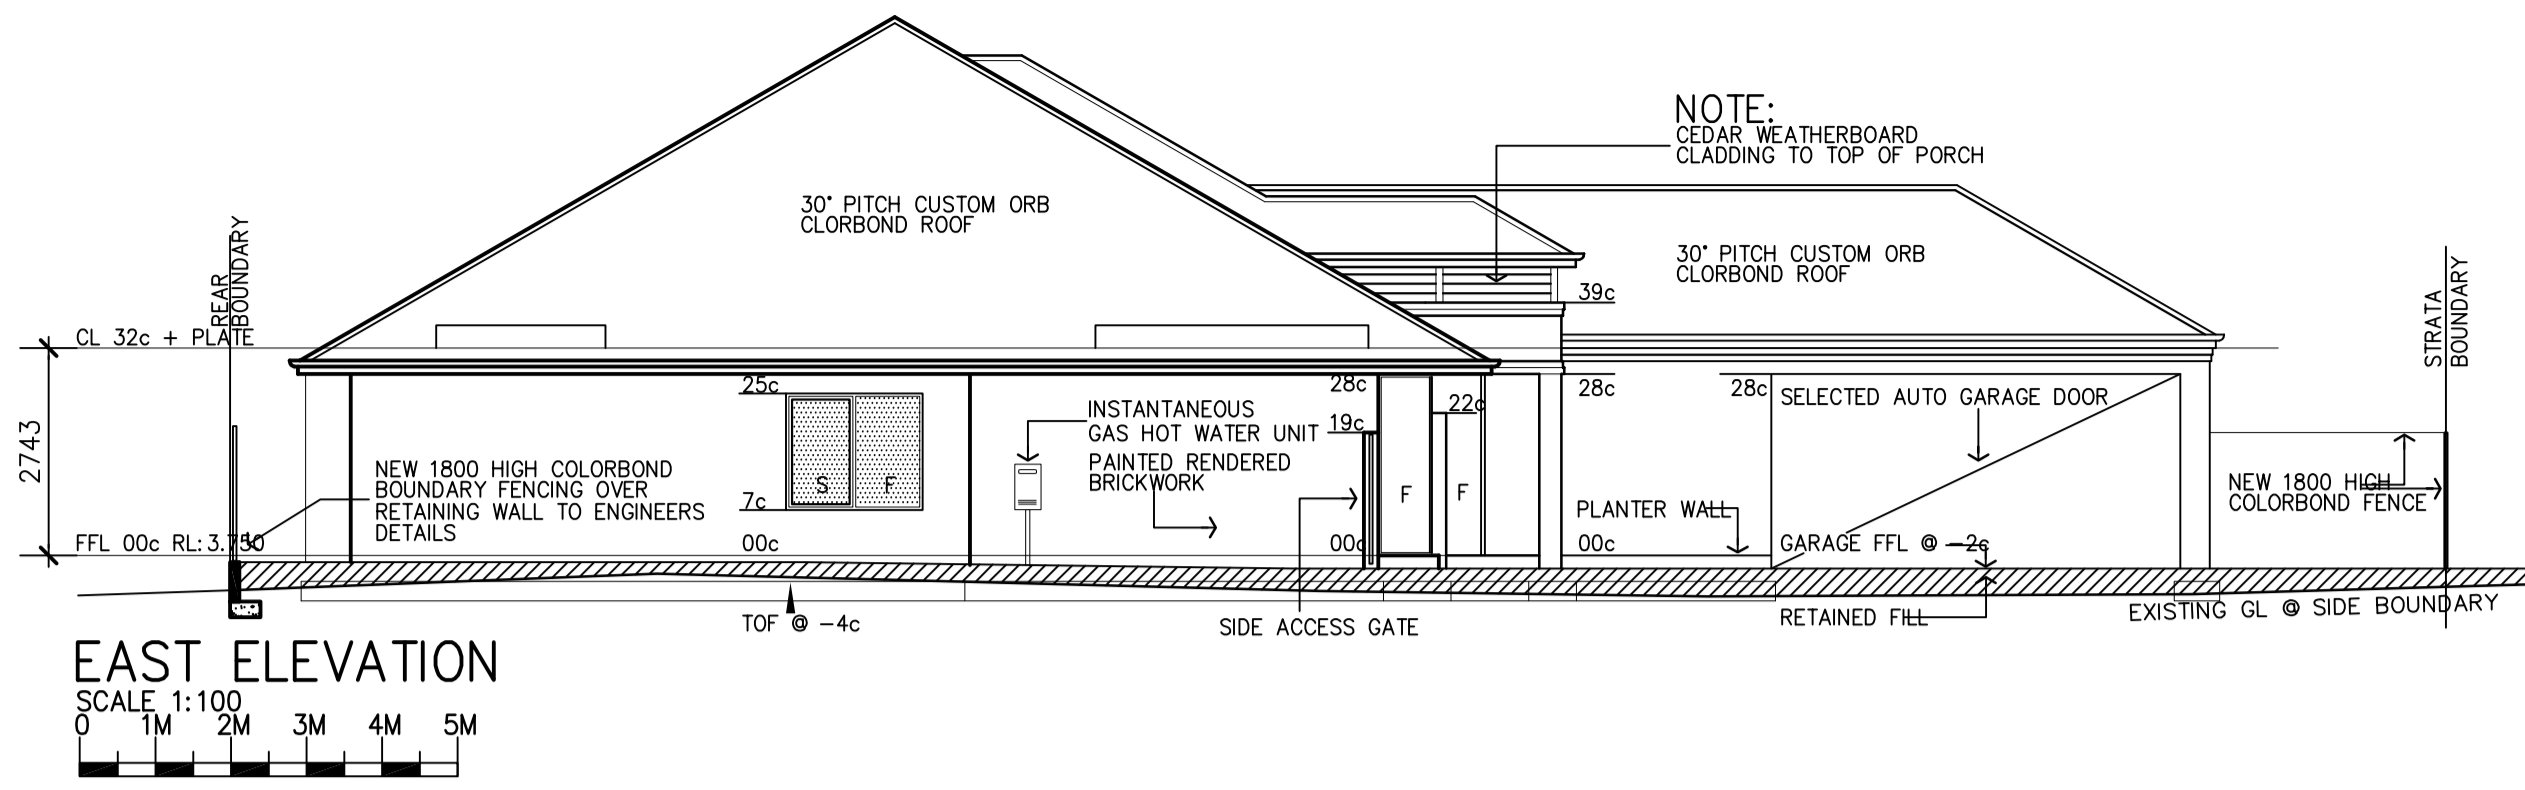 NOTE:
CEDAR WEATHERBOARD
CLADDING TO TOP OF PORCH
30° PITCH CUSTOM ORB
CLORBOND ROOF
30° PITCH CUSTOM ORB
CLORBOND ROOF
REAR
BOUNDARY
STRATA
BOUNDARY
39c
CL 32c + PLATE
2743
25c
28c
28c
28c
SELECTED AUTO GARAGE DOOR
22c
19c
INSTANTANEOUS
GAS HOT WATER UNIT
PAINTED RENDERED
BRICKWORK
NEW 1800 HIGH COLORBOND
BOUNDARY FENCING OVER
RETAINING WALL TO ENGINEERS
DETAILS
S
F
F
F
7c
NEW 1800 HIGH
COLORBOND FENCE
PLANTER WALL
FFL 00c RL: 3.750
00c
00c
00c
GARAGE FFL @ -2c
TOF @ -4c
SIDE ACCESS GATE
RETAINED FILL
EXISTING GL @ SIDE BOUNDARY
EAST ELEVATION
SCALE 1:100
0 1M 2M 3M 4M 5M